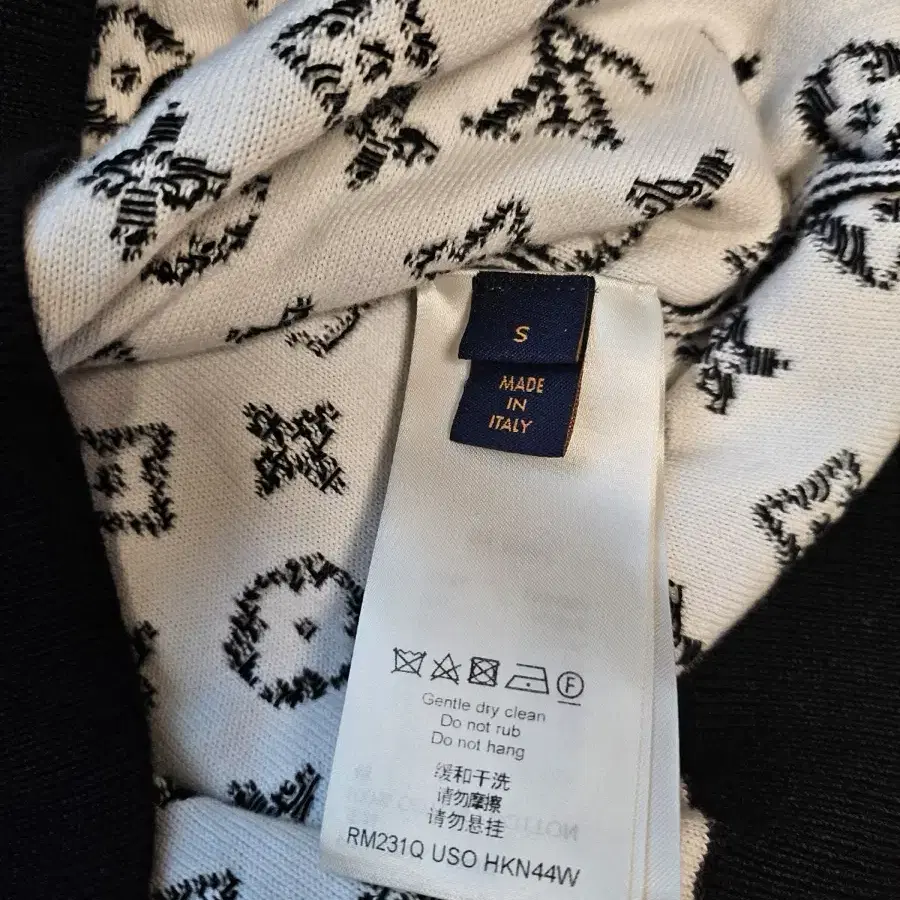 S
MADE
IN
ITALY
F
Gentle dry clean
Do not rub
Do not hang
缓和干洗
请勿摩擦
请勿悬挂
RM231Q USO HKN44W